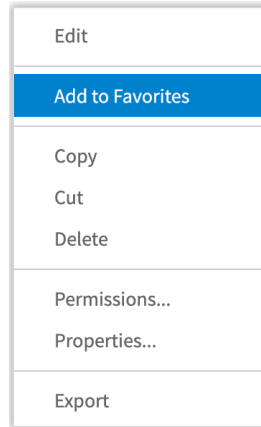 Edit
Add to Favorites
Copy
Cut
Delete
Permissions...
Properties...
Export